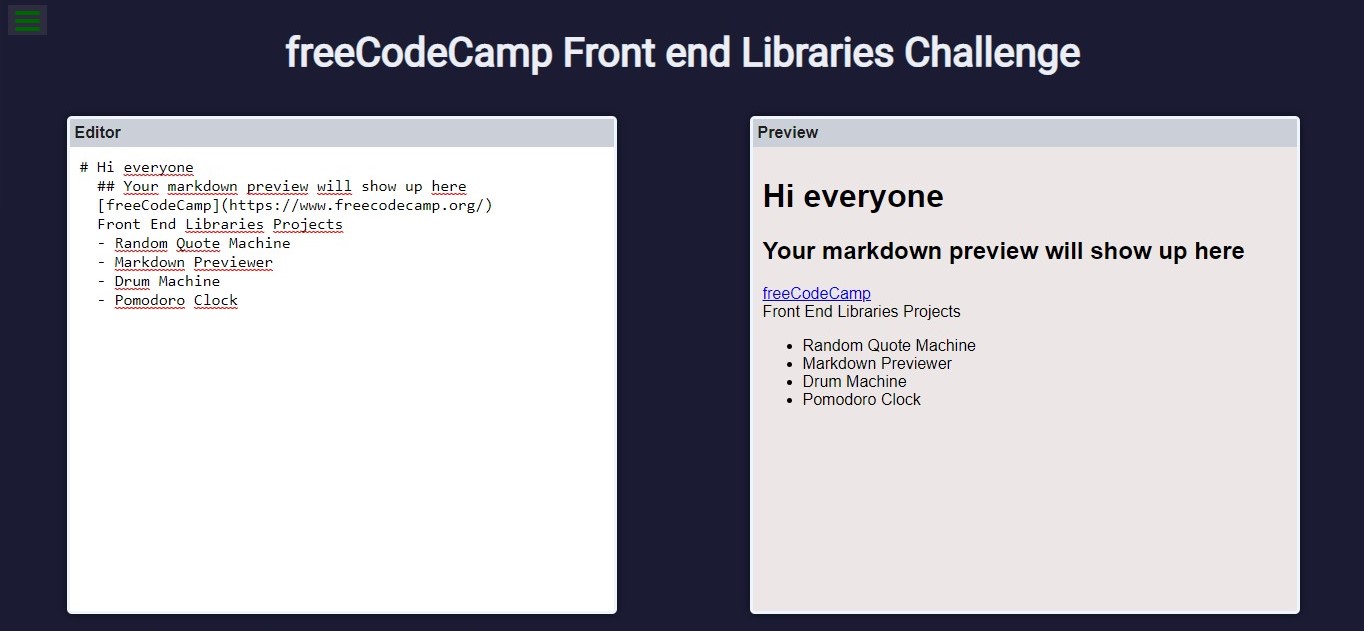 freeCodeCamp Front end Libraries Challenge
Editor
# Hi everyone
## Your markdown preview will show up here
[freeCodeCamp](https://www.freecodecamp.org/)
Front End Libraries Projects
- Random Quote Machine
- Markdown Previewer
- Drum Machine
- Pomodoro Clock
Preview
Hi everyone
Your markdown preview will show up here
freeCodeCamp
Front End Libraries Projects
• Random Quote Machine
• Markdown Previewer
• Drum Machine
• Pomodoro Clock